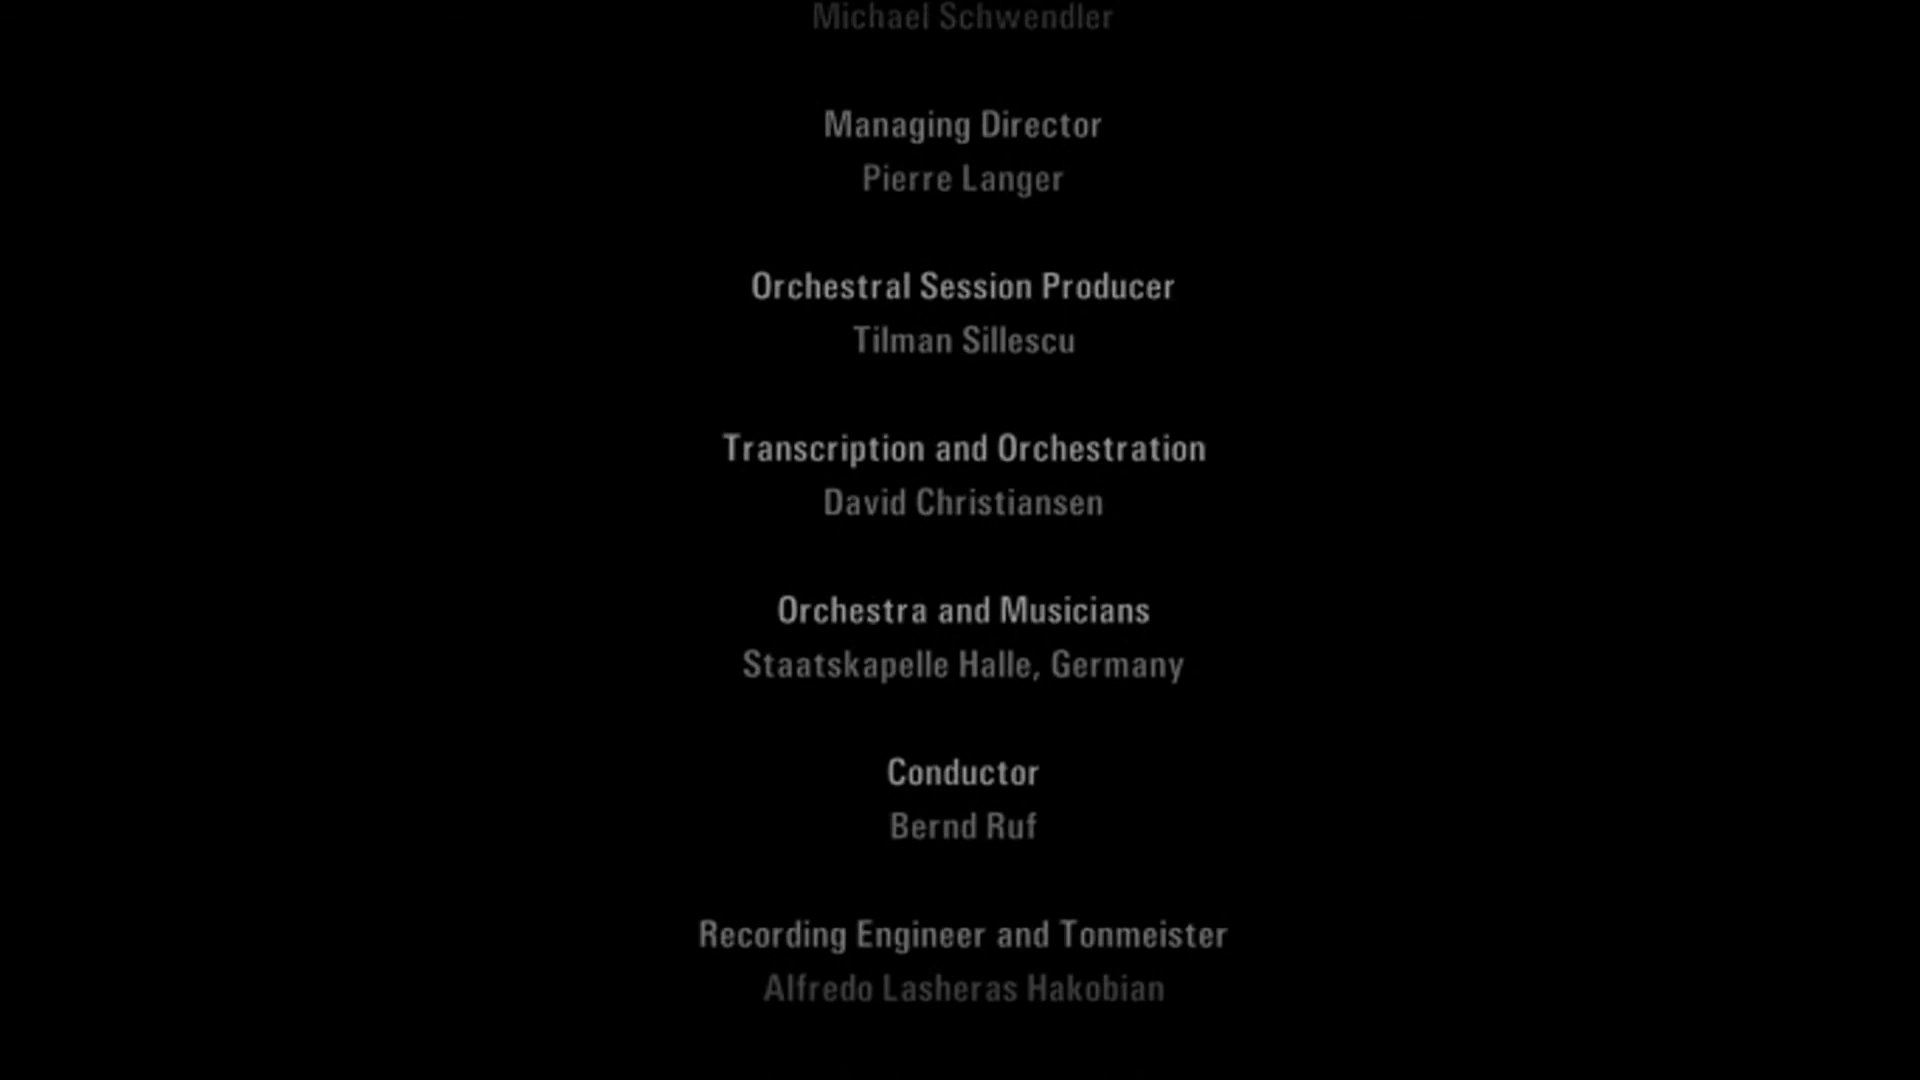 Michael Schwendler
Managing Director
Pierre Langer
Orchestral Session Producer
Tilman Sillescu
Transcription and Orchestration
David Christiansen
Orchestra and Musicians
Staatskapelle Halle, Germany
Conductor
Bernd Ruf
Recording Engineer and Tonmeister
Alfredo Lasheras Hakobian